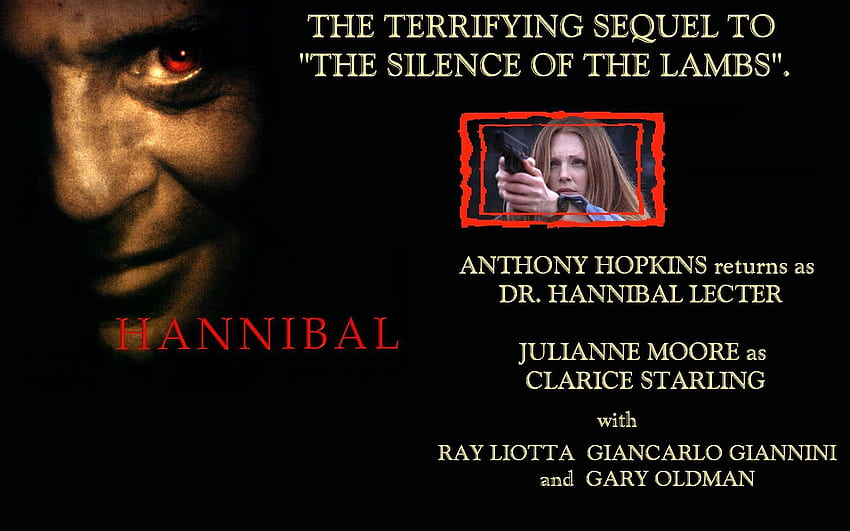 THE TERRIFYING SEQUEL TO
"THE SILENCE OF THE LAMBS".
HANNIBAL
ANTHONY HOPKINS returns as
DR. HANNIBAL LECTER
JULIANNE MOORE as
CLARICE STARLING
with
RAY LIOTTA GIANCARLO GIANNINI
and GARY OLDMAN